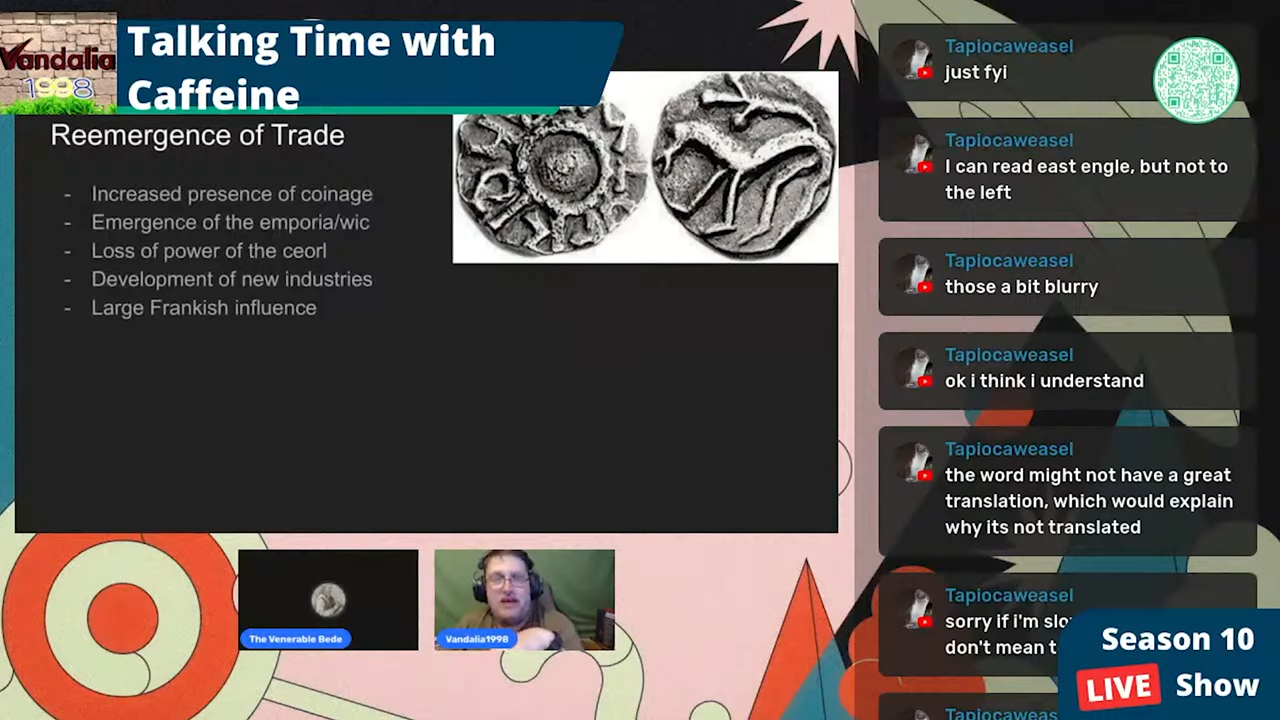 Vandalia
1998
Talking Time with
Caffeine
Reemergence of Trade
- Increased presence of coinage
- Emergence of the emporia/wic
- Loss of power of the ceorl
- Development of new industries
- Large Frankish influence
The Venerable Bede
Vandalia1998
Tapiocaweasel
just fyi
Tapiocaweasel
I can read east engle, but not to
the left
Tapiocaweasel
those a bit blurry
Tapiocaweasel
ok i think i understand
Tapiocaweasel
the word might not have a great
translation, which would explain
why its not translated
Tapiocaweasel
sorry if i'm
don't mean
Tapiocaweasel
Season 10
LIVE Show